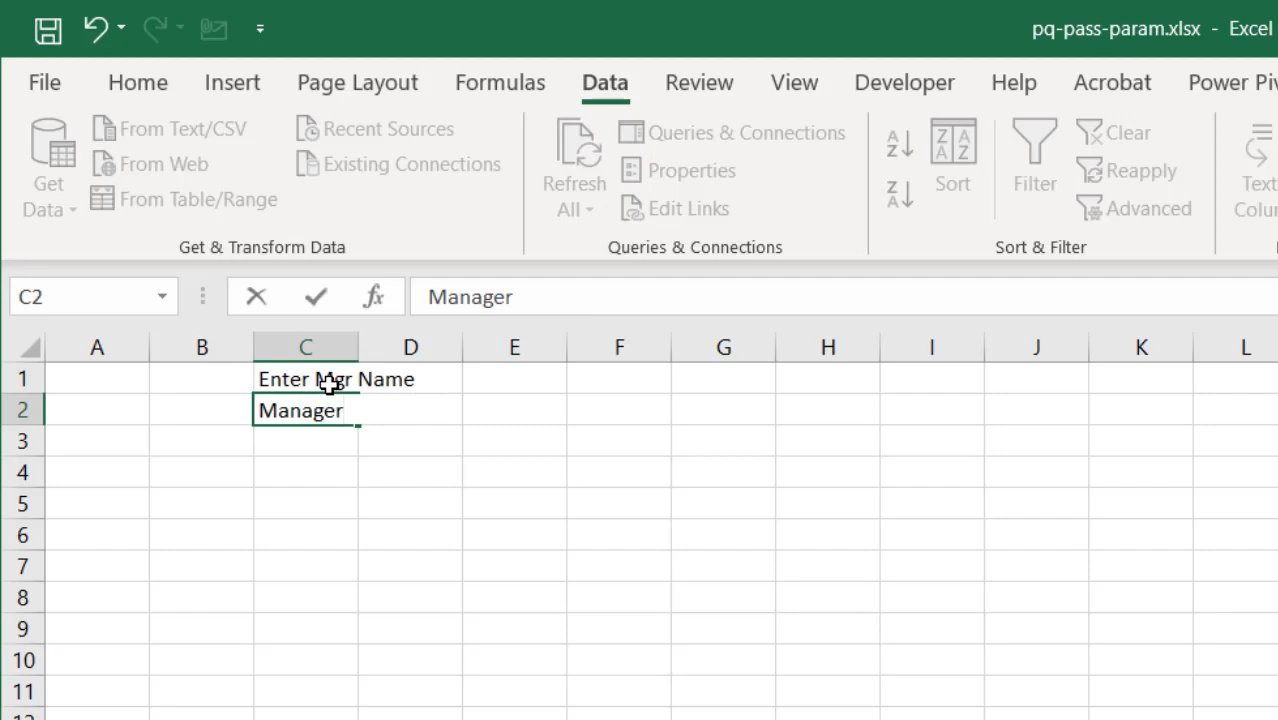 pq-pass-param.xlsx - Excel
File Home Insert Page Layout Formulas Data Review View Developer Help Acrobat Power Piv
From Text/CSV Recent Sources Queries & Connections Clear
From Web Existing Connections Properties Reapply
Get Data From Table/Range Refresh All Edit Links Sort Filter Advanced Text Colu
Get & Transform Data Queries & Connections Sort & Filter
C2 fx Manager
A B C D E F G H I J K L
1 Enter Mgr Name
2 Manager
3
4
5
6
7
8
9
10
11